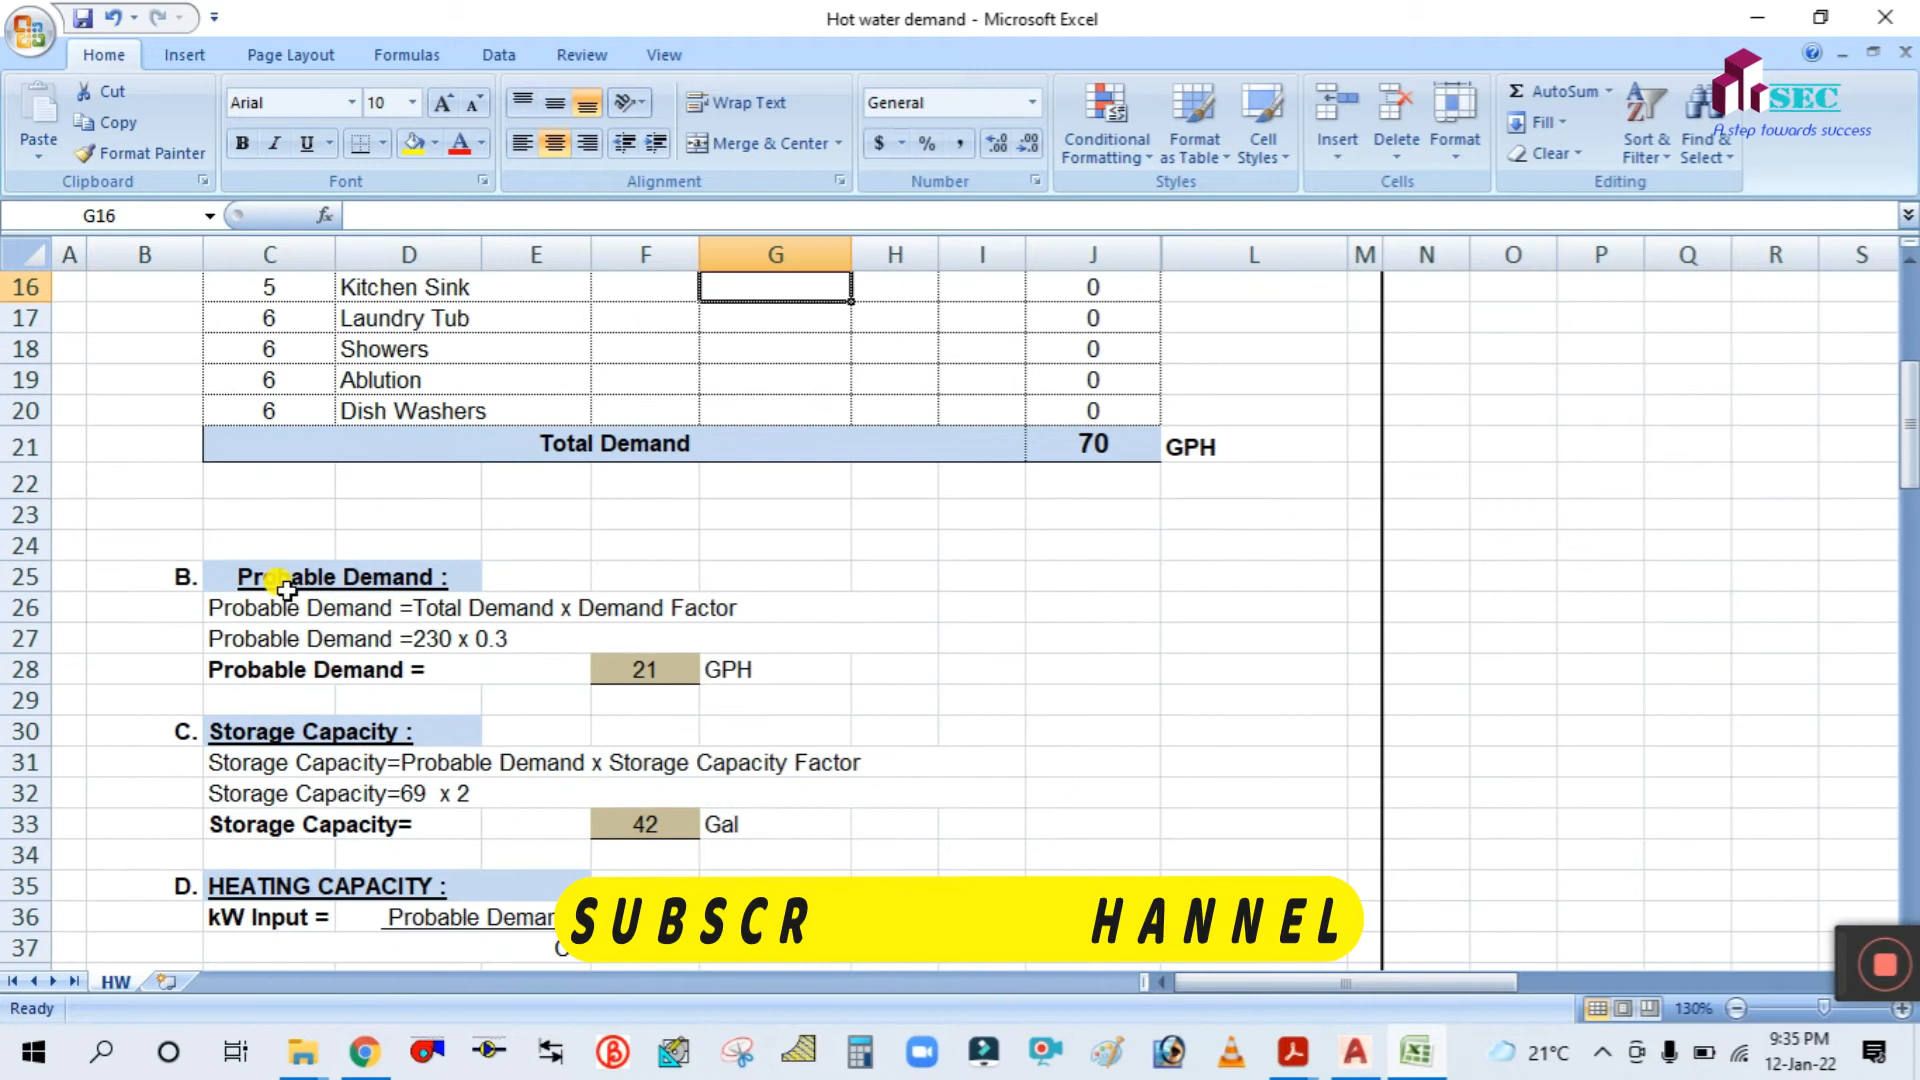 Hot water demand - Microsoft Excel
Home Insert Page Layout Formulas Data Review View
SEC
A step towards success
Paste
Cut
Copy
Format Painter
Clipboard
Arial 10
B I U
Font
Wrap Text
Merge & Center
Alignment
General
$ % ,
Number
Conditional Formatting
Format as Table
Cell Styles
Styles
Insert Delete Format
Cells
AutoSum
Fill
Clear
Sort & Filter
Find & Select
Editing
G16 fx
A B C D E F G H I J L M N O P Q R S
16 5 Kitchen Sink 0
17 6 Laundry Tub 0
18 6 Showers 0
19 6 Ablution 0
20 6 Dish Washers 0
21 Total Demand 70 GPH
22
23
24
25 B. Probable Demand :
26 Probable Demand =Total Demand x Demand Factor
27 Probable Demand =230 x 0.3
28 Probable Demand = 21 GPH
29
30 C. Storage Capacity :
31 Storage Capacity=Probable Demand x Storage Capacity Factor
32 Storage Capacity=69 x 2
33 Storage Capacity= 42 Gal
34
35 D. HEATING CAPACITY :
36 kW Input = Probable Deman
37
SUBSCR HANNEL
HW
Ready 130%
21°C
9:35 PM
12-Jan-22